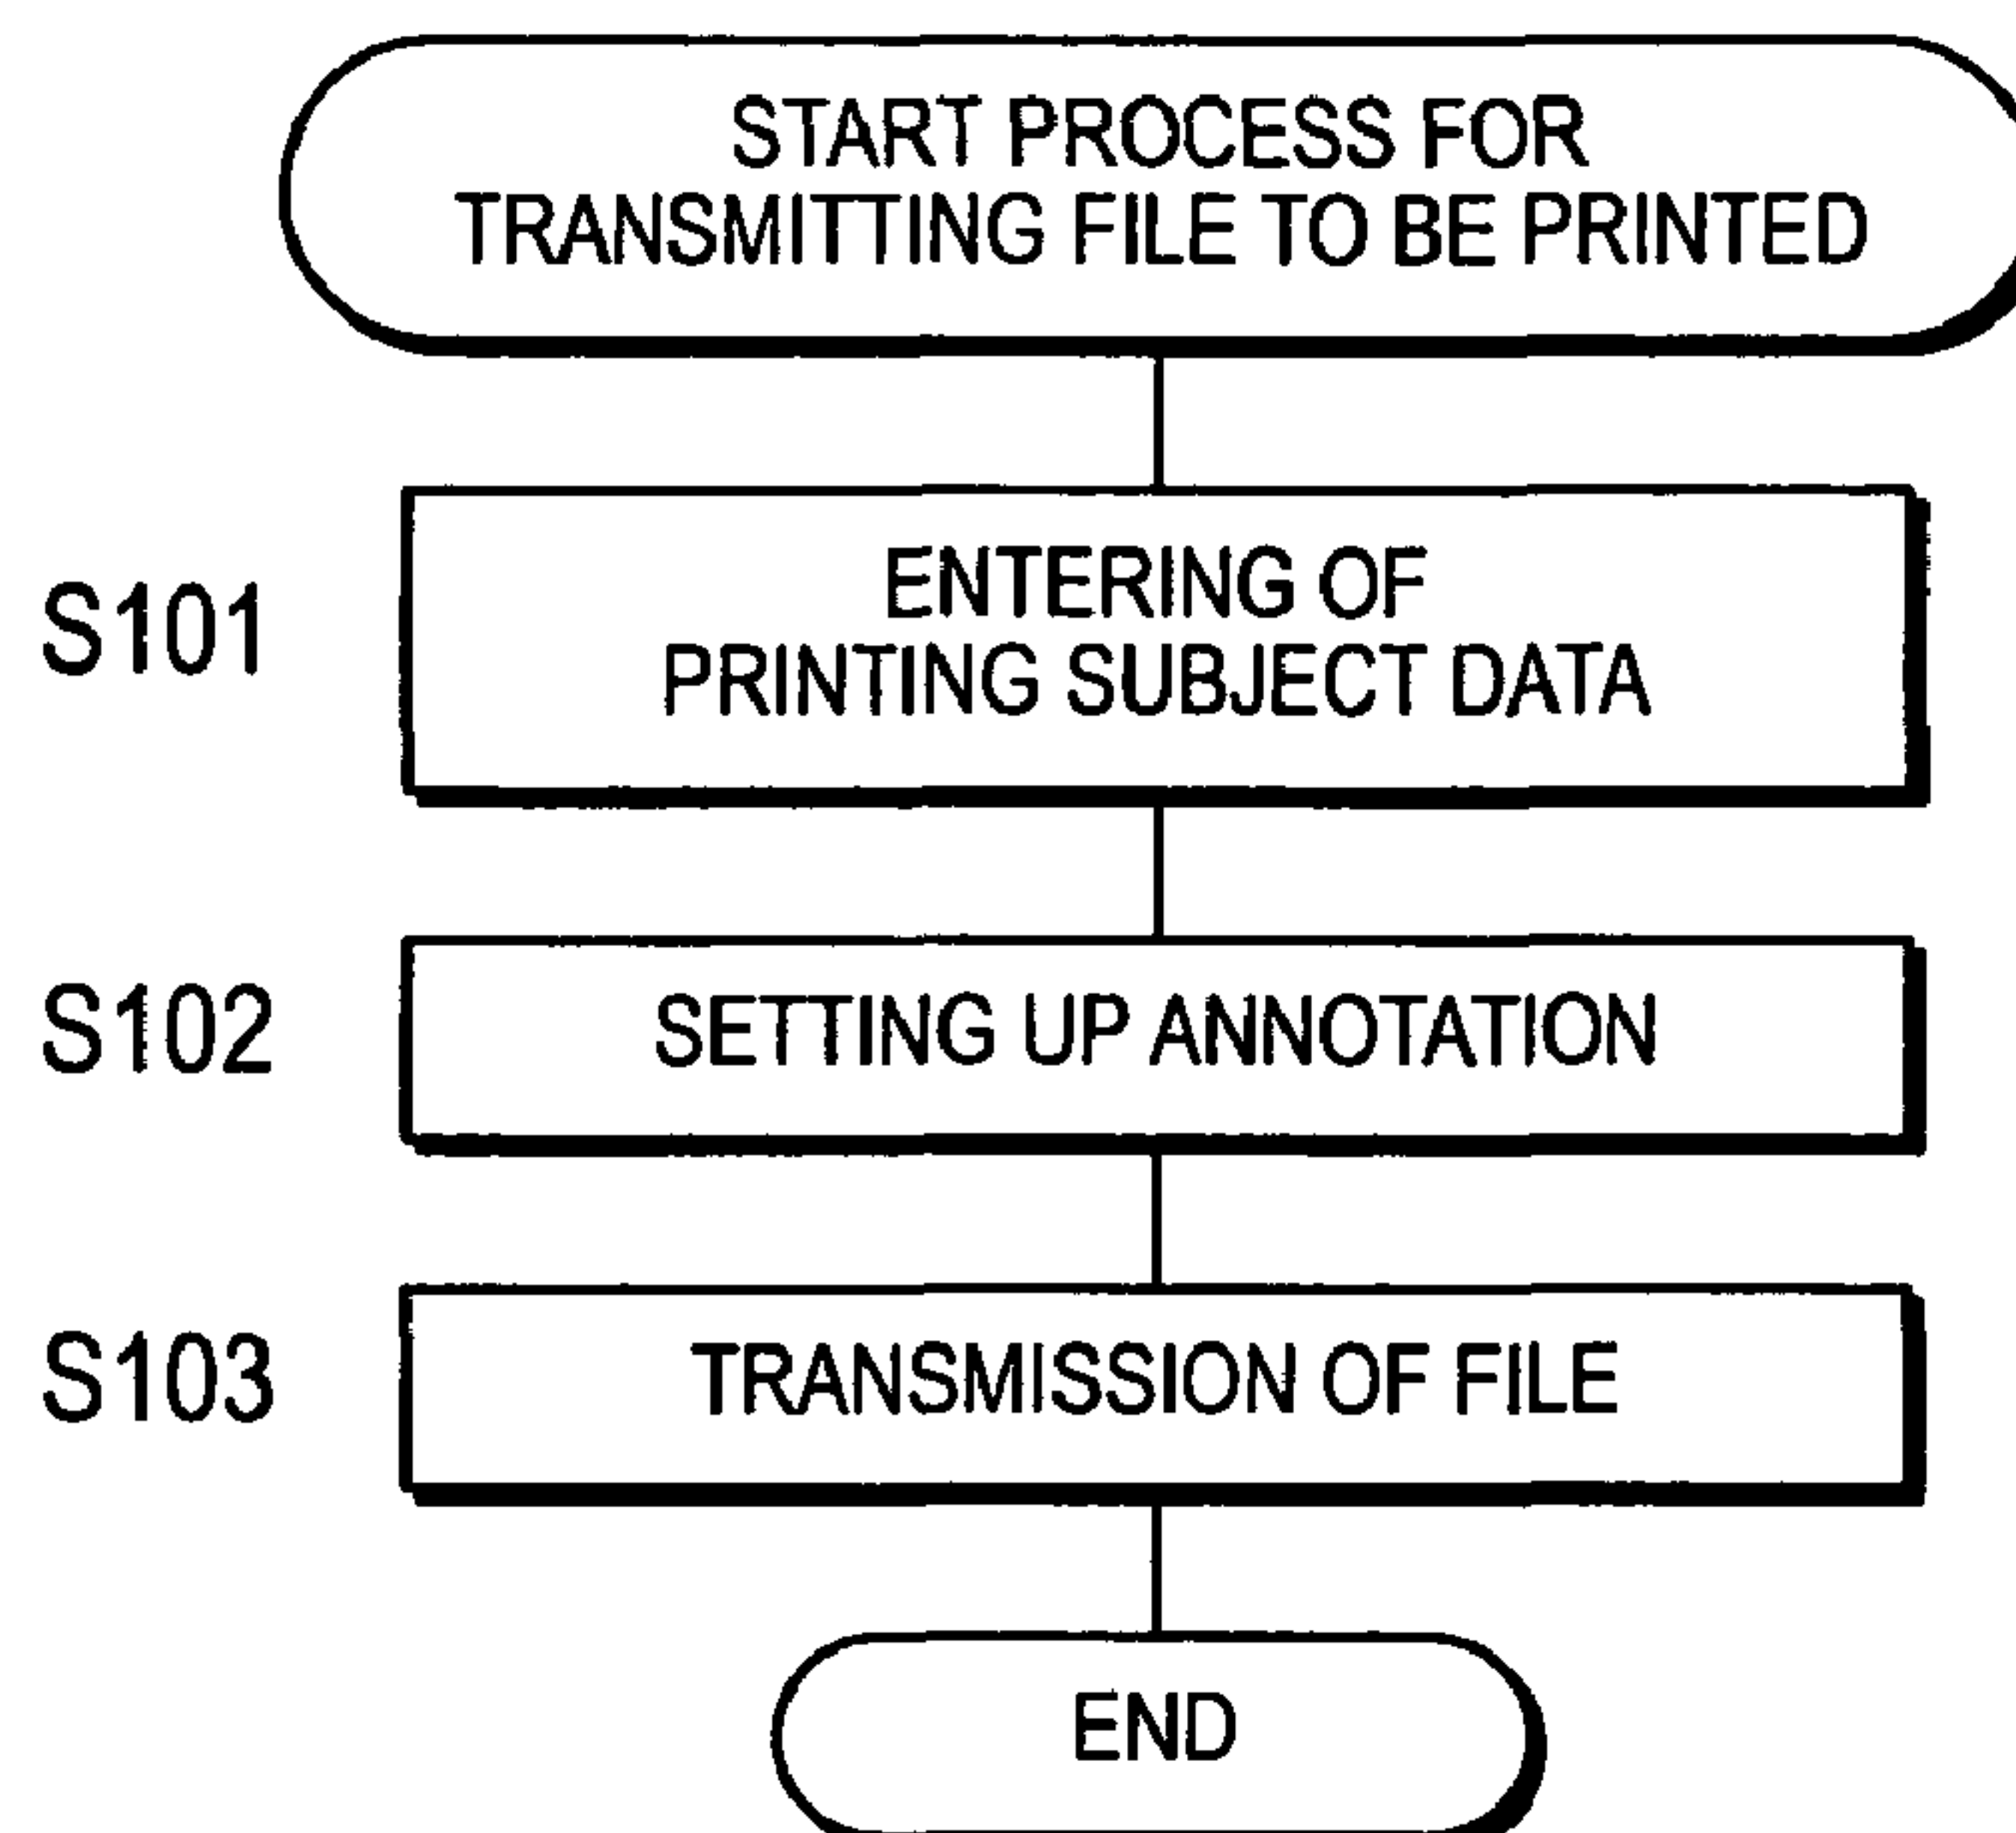 START PROCESS FOR
TRANSMITTING FILE TO BE PRINTED
S101
ENTERING OF
PRINTING SUBJECT DATA
S102
SETTING UP ANNOTATION
S103
TRANSMISSION OF FILE
END